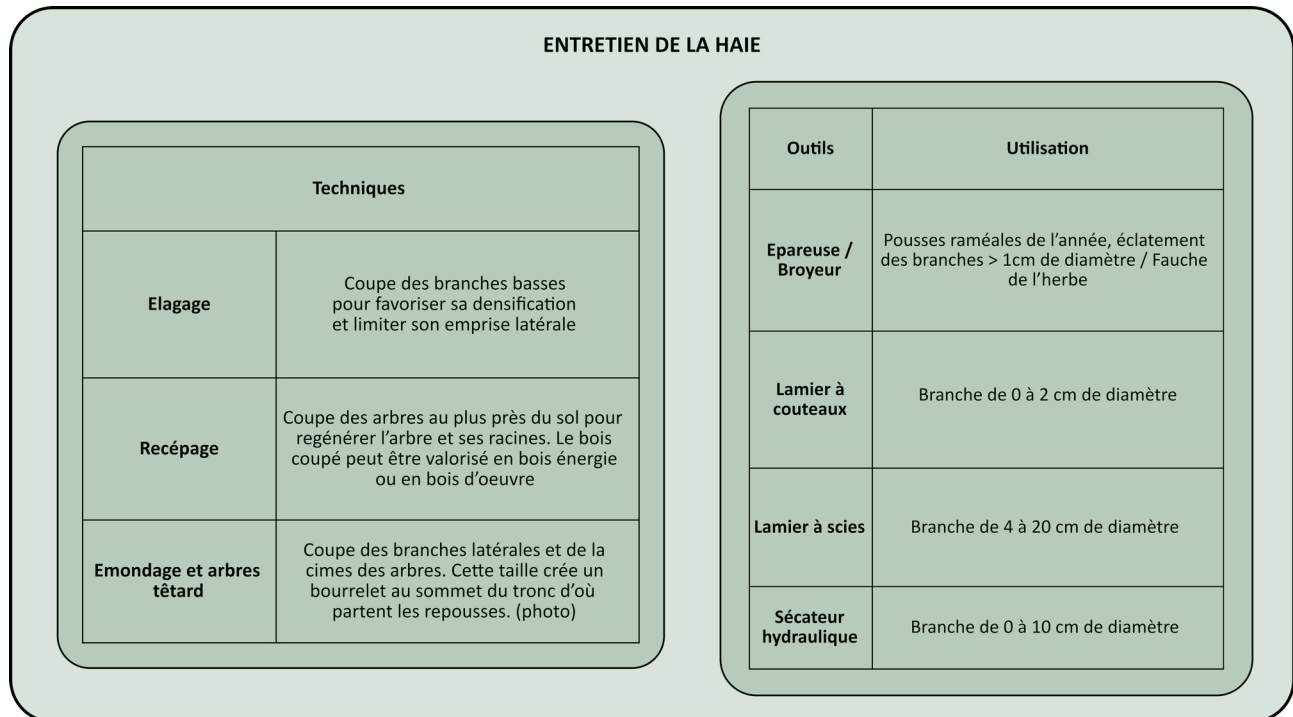 ENTRETIEN DE LA HAIE
Techniques
Elagage
Coupe des branches basses
pour favoriser sa densification
et limiter son emprise latérale
Recépage
Coupe des arbres au plus près du sol pour
regénérer l’arbre et ses racines. Le bois
coupé peut être valorisé en bois énergie
ou en bois d’oeuvre
Emondage et arbres
têtard
Coupe des branches latérales et de la
cimes des arbres. Cette taille crée un
bourrelet au sommet du tronc d’où
partent les repousses. (photo)
Outils
Utilisation
Epareuse /
Broyeur
Pousses raméales de l’année, éclatement
des branches > 1cm de diamètre / Fauche
de l’herbe
Lamier à
couteaux
Branche de 0 à 2 cm de diamètre
Lamier à scies
Branche de 4 à 20 cm de diamètre
Sécateur
hydraulique
Branche de 0 à 10 cm de diamètre